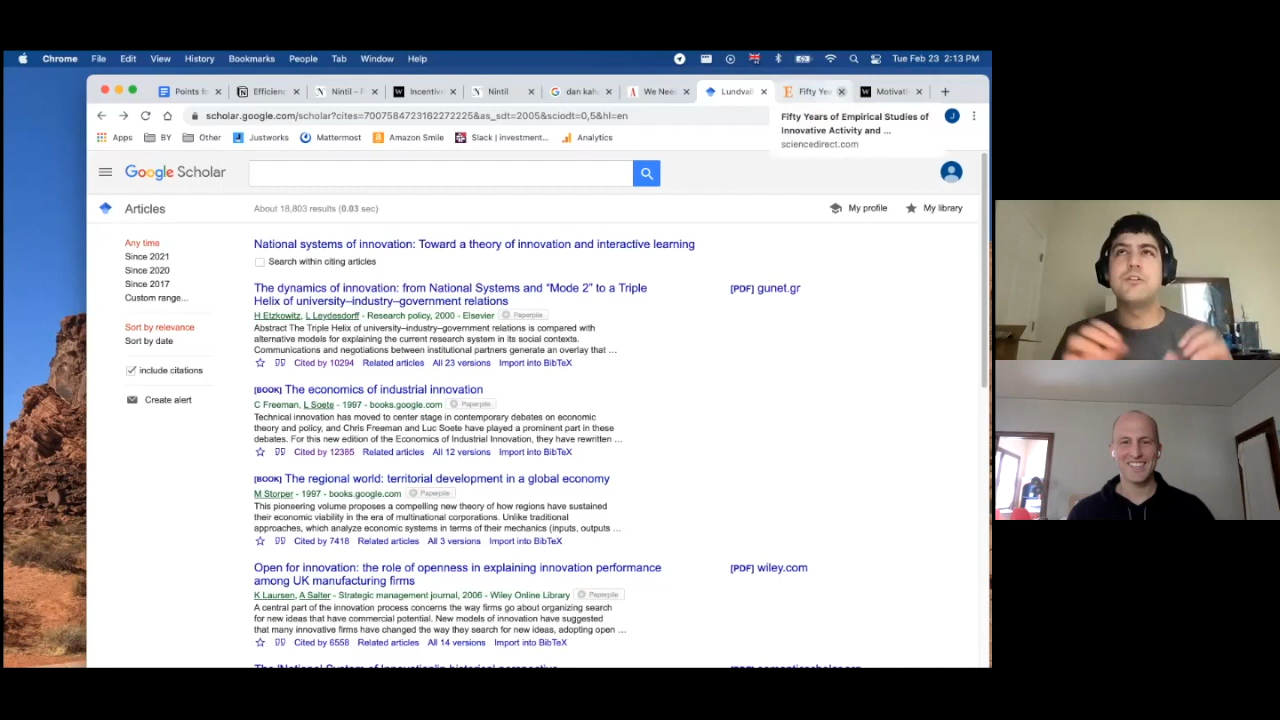 Chrome File Edit View History Bookmarks People Tab Window Help Tue Feb 23 2:13 PM
Points fo Efficienc Nintil - F Incentive Nintil dan kah We Nee Lundvall Fifty Yea Motivati
scholar.google.com/scholar?cites=7007584723162272225&as_sdt=2005&sciodt=0,5&hl=en
Fifty Years of Empirical Studies of
Innovative Activity and ...
sciencedirect.com
J
Apps BY Other Justworks Mattermost Amazon Smile Slack | investment... Analytics
Google Scholar
Articles About 18,803 results (0.03 sec) My profile My library
Any time
Since 2021
Since 2020
Since 2017
Custom range...
Sort by relevance
Sort by date
include citations
Create alert
National systems of innovation: Toward a theory of innovation and interactive learning
Search within citing articles
The dynamics of innovation: from National Systems and “Mode 2” to a Triple
Helix of university–industry–government relations
[PDF] gunet.gr
H Etzkowitz, L Leydesdorff - Research policy, 2000 - Elsevier Paperpile
Abstract The Triple Helix of university–industry–government relations is compared with
alternative models for explaining the current research system in its social contexts.
Communications and negotiations between institutional partners generate an overlay that ...
Cited by 10294 Related articles All 23 versions Import into BibTeX
[BOOK] The economics of industrial innovation
C Freeman, L Soete - 1997 - books.google.com Paperpile
Technical innovation has moved to center stage in contemporary debates on economic
theory and policy, and Chris Freeman and Luc Soete have played a prominent part in these
debates. For this new edition of the Economics of Industrial Innovation, they have rewritten ...
Cited by 12385 Related articles All 12 versions Import into BibTeX
[BOOK] The regional world: territorial development in a global economy
M Storper - 1997 - books.google.com Paperpile
This pioneering volume proposes a compelling new theory of how regions have sustained
their economic viability in the era of multinational corporations. Unlike traditional
approaches, which analyze economic systems in terms of their mechanics (inputs, outputs ...
Cited by 7418 Related articles All 3 versions Import into BibTeX
Open for innovation: the role of openness in explaining innovation performance
among UK manufacturing firms
[PDF] wiley.com
K Laursen, A Salter - Strategic management journal, 2006 - Wiley Online Library Paperpile
A central part of the innovation process concerns the way firms go about organizing search
for new ideas that have commercial potential. New models of innovation have suggested
that many innovative firms have changed the way they search for new ideas, adopting open ...
Cited by 6558 Related articles All 14 versions Import into BibTeX